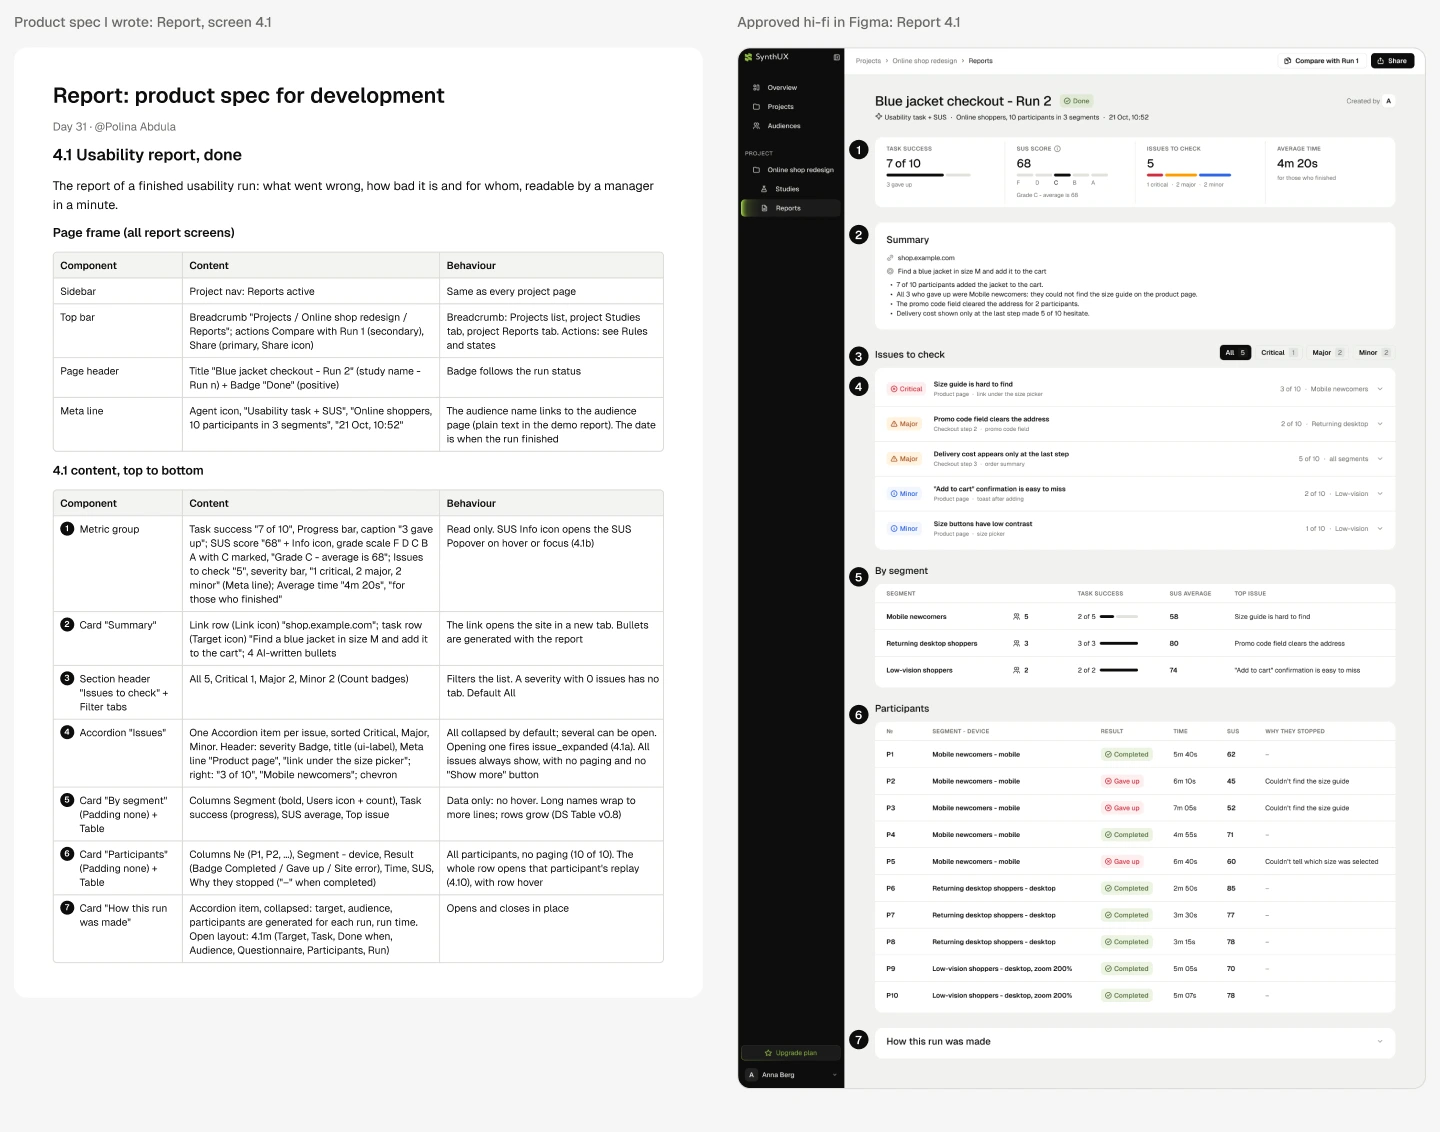 Product spec I wrote: Report, screen 4.1
Report: product spec for development
Day 31 · @Polina Abdula
4.1 Usability report, done
The report of a finished usability run: what went wrong, how bad it is and for whom, readable by a manager
in a minute.
Page frame (all report screens)
Component Content Behaviour
Sidebar Project nav: Reports active Same as every project page
Top bar Breadcrumb "Projects / Online shop redesign / Breadcrumb: Projects list, project Studies
Reports"; actions Compare with Run 1 (secondary), tab, project Reports tab. Actions: see Rules
Share (primary, Share icon) and states
Page header Title "Blue jacket checkout - Run 2" (study name - Badge follows the run status
Run n) + Badge "Done" (positive)
Meta line Agent icon, "Usability task + SUS", "Online shoppers, The audience name links to the audience
10 participants in 3 segments", "21 Oct, 10:52" page (plain text in the demo report). The date
is when the run finished
4.1 content, top to bottom
Component Content Behaviour
1 Metric group Task success "7 of 10", Progress bar, caption "3 gave Read only. SUS Info icon opens the SUS
up"; SUS score "68" + Info icon, grade scale F D C B Popover on hover or focus (4.1b)
A with C marked, "Grade C - average is 68"; Issues
to check "5", severity bar, "1 critical, 2 major, 2
minor" (Meta line); Average time "4m 20s", "for
those who finished"
2 Card "Summary" Link row (Link icon) "shop.example.com"; task row The link opens the site in a new tab. Bullets
(Target icon) "Find a blue jacket in size M and add it are generated with the report
to the cart"; 4 AI-written bullets
3 Section header All 5, Critical 1, Major 2, Minor 2 (Count badges) Filters the list. A severity with 0 issues has no
"Issues to check" + tab. Default All
Filter tabs
4 Accordion "Issues" One Accordion item per issue, sorted Critical, Major, All collapsed by default; several can be open.
Minor. Header: severity Badge, title (ui-label), Meta Opening one fires issue_expanded (4.1a). All
line "Product page", "link under the size picker"; issues always show, with no paging and no
right: "3 of 10", "Mobile newcomers"; chevron "Show more" button
5 Card "By segment" Columns Segment (bold, Users icon + count), Task Data only: no hover. Long names wrap to
(Padding none) + success (progress), SUS average, Top issue more lines; rows grow (DS Table v0.8)
Table
6 Card "Participants" Columns № (P1, P2, …), Segment - device, Result All participants, no paging (10 of 10). The
(Padding none) + (Badge Completed / Gave up / Site error), Time, SUS, whole row opens that participant's replay
Table Why they stopped ("–" when completed) (4.10), with row hover
7 Card "How this run Accordion item, collapsed: target, audience, Opens and closes in place
was made" participants are generated for each run, run time.
Open layout: 4.1m (Target, Task, Done when,
Audience, Questionnaire, Participants, Run)
Approved hi-fi in Figma: Report 4.1
SynthUX
Overview
Projects
Audiences
PROJECT
Online shop redesign
Studies
Reports
Upgrade plan
A Anna Berg
Projects › Online shop redesign › Reports
Compare with Run 1 Share
Blue jacket checkout - Run 2 Done Created by A
Usability task + SUS · Online shoppers, 10 participants in 3 segments · 21 Oct, 10:52
1
TASK SUCCESS SUS SCORE ISSUES TO CHECK AVERAGE TIME
7 of 10 68 5 4m 20s
3 gave up F D C B A 1 critical · 2 major · 2 minor for those who finished
Grade C - average is 68
2
Summary
shop.example.com
Find a blue jacket in size M and add it to the cart
• 7 of 10 participants added the jacket to the cart.
• All 3 who gave up were Mobile newcomers: they could not find the size guide on the product page.
• The promo code field cleared the address for 2 participants.
• Delivery cost shown only at the last step made 5 of 10 hesitate.
3 Issues to check All 5 Critical 1 Major 2 Minor 2
4 Critical Size guide is hard to find 3 of 10 · Mobile newcomers
Product page · link under the size picker
Major Promo code field clears the address 2 of 10 · Returning desktop
Checkout step 2 · promo code field
Major Delivery cost appears only at the last step 5 of 10 · all segments
Checkout step 3 · order summary
Minor "Add to cart" confirmation is easy to miss 2 of 10 · Low-vision
Product page · toast after adding
Minor Size buttons have low contrast 1 of 10 · Low-vision
Product page · size picker
5 By segment
SEGMENT TASK SUCCESS SUS AVERAGE TOP ISSUE
Mobile newcomers 5 2 of 5 58 Size guide is hard to find
Returning desktop shoppers 3 3 of 3 80 Promo code field clears the address
Low-vision shoppers 2 2 of 2 74 "Add to cart" confirmation is easy to miss
6 Participants
№ SEGMENT - DEVICE RESULT TIME SUS WHY THEY STOPPED
P1 Mobile newcomers - mobile Completed 5m 40s 62 –
P2 Mobile newcomers - mobile Gave up 6m 10s 45 Couldn't find the size guide
P3 Mobile newcomers - mobile Gave up 7m 05s 52 Couldn't find the size guide
P4 Mobile newcomers - mobile Completed 4m 55s 71 –
P5 Mobile newcomers - mobile Gave up 6m 40s 60 Couldn't tell which size was selected
P6 Returning desktop shoppers - desktop Completed 2m 50s 85 –
P7 Returning desktop shoppers - desktop Completed 3m 30s 77 –
P8 Returning desktop shoppers - desktop Completed 3m 15s 78 –
P9 Low-vision shoppers - desktop, zoom 200% Completed 5m 05s 70 –
P10 Low-vision shoppers - desktop, zoom 200% Completed 5m 07s 78 –
7 How this run was made